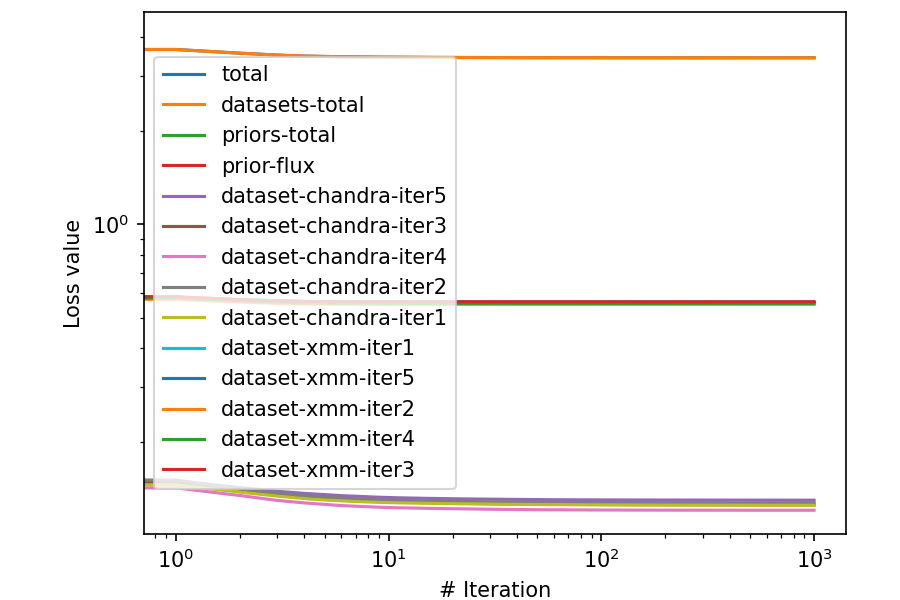 total
datasets-total
priors-total
prior-flux
dataset-chandra-iter5
dataset-chandra-iter3
dataset-chandra-iter4
dataset-chandra-iter2
dataset-chandra-iter1
dataset-xmm-iter1
dataset-xmm-iter5
dataset-xmm-iter2
dataset-xmm-iter4
dataset-xmm-iter3
Loss value
10⁰
10⁰ 10¹ 10² 10³
# Iteration